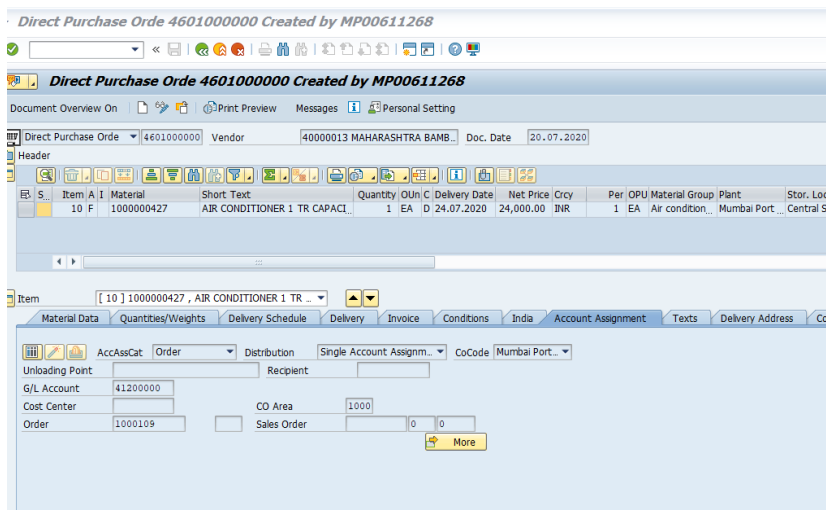 Direct Purchase Orde 4601000000 Created by MP00611268
Direct Purchase Orde 4601000000 Created by MP00611268
Document Overview On Print Preview Messages Personal Setting
Direct Purchase Orde 4601000000 Vendor 40000013 MAHARASHTRA BAMB.. Doc. Date 20.07.2020
Header
S... Item A I Material Short Text Quantity OUn C Delivery Date Net Price Crcy Per OPU Material Group Plant Stor. Loc
10 F 1000000427 AIR CONDITIONER 1 TR CAPACI... 1 EA D 24.07.2020 24,000.00 INR 1 EA Air condition... Mumbai Port ... Central S
Item [ 10 ] 1000000427 , AIR CONDITIONER 1 TR ...
Material Data Quantities/Weights Delivery Schedule Delivery Invoice Conditions India Account Assignment Texts Delivery Address Co
AccAssCat Order Distribution Single Account Assignm... CoCode Mumbai Port...
Unloading Point Recipient
G/L Account 41200000
Cost Center CO Area 1000
Order 1000109 Sales Order 0 0
More